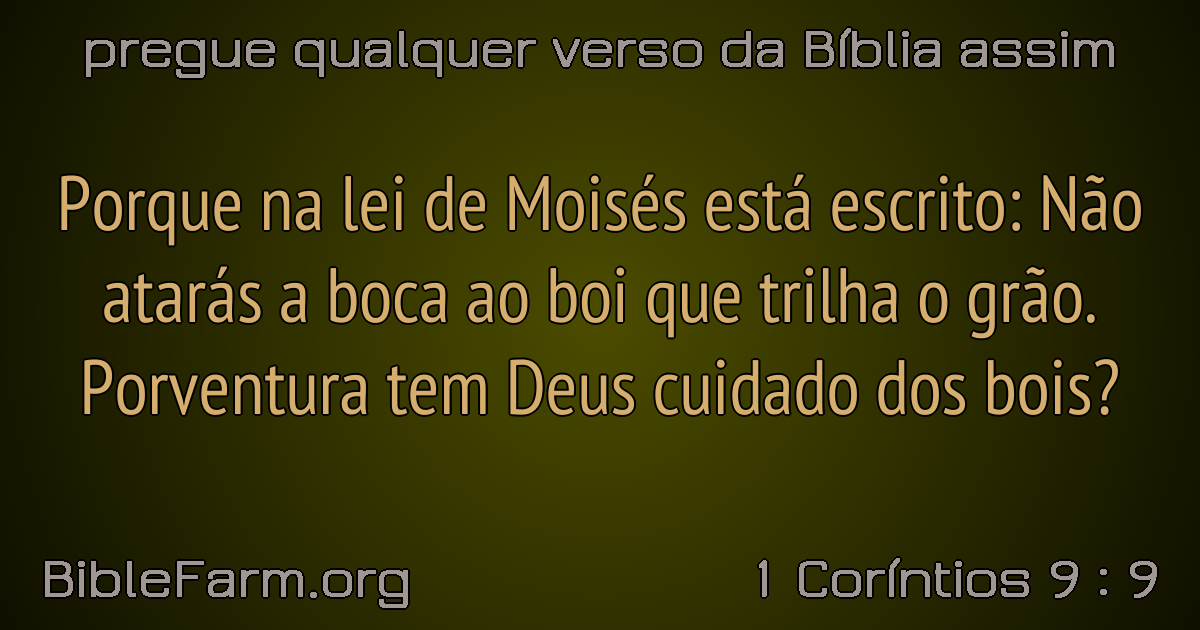 pregue qualquer verso da Bíblia assim
Porque na lei de Moisés está escrito: Não
atarás a boca ao boi que trilha o grão.
Porventura tem Deus cuidado dos bois?
BibleFarm.org
1 Coríntios 9 : 9